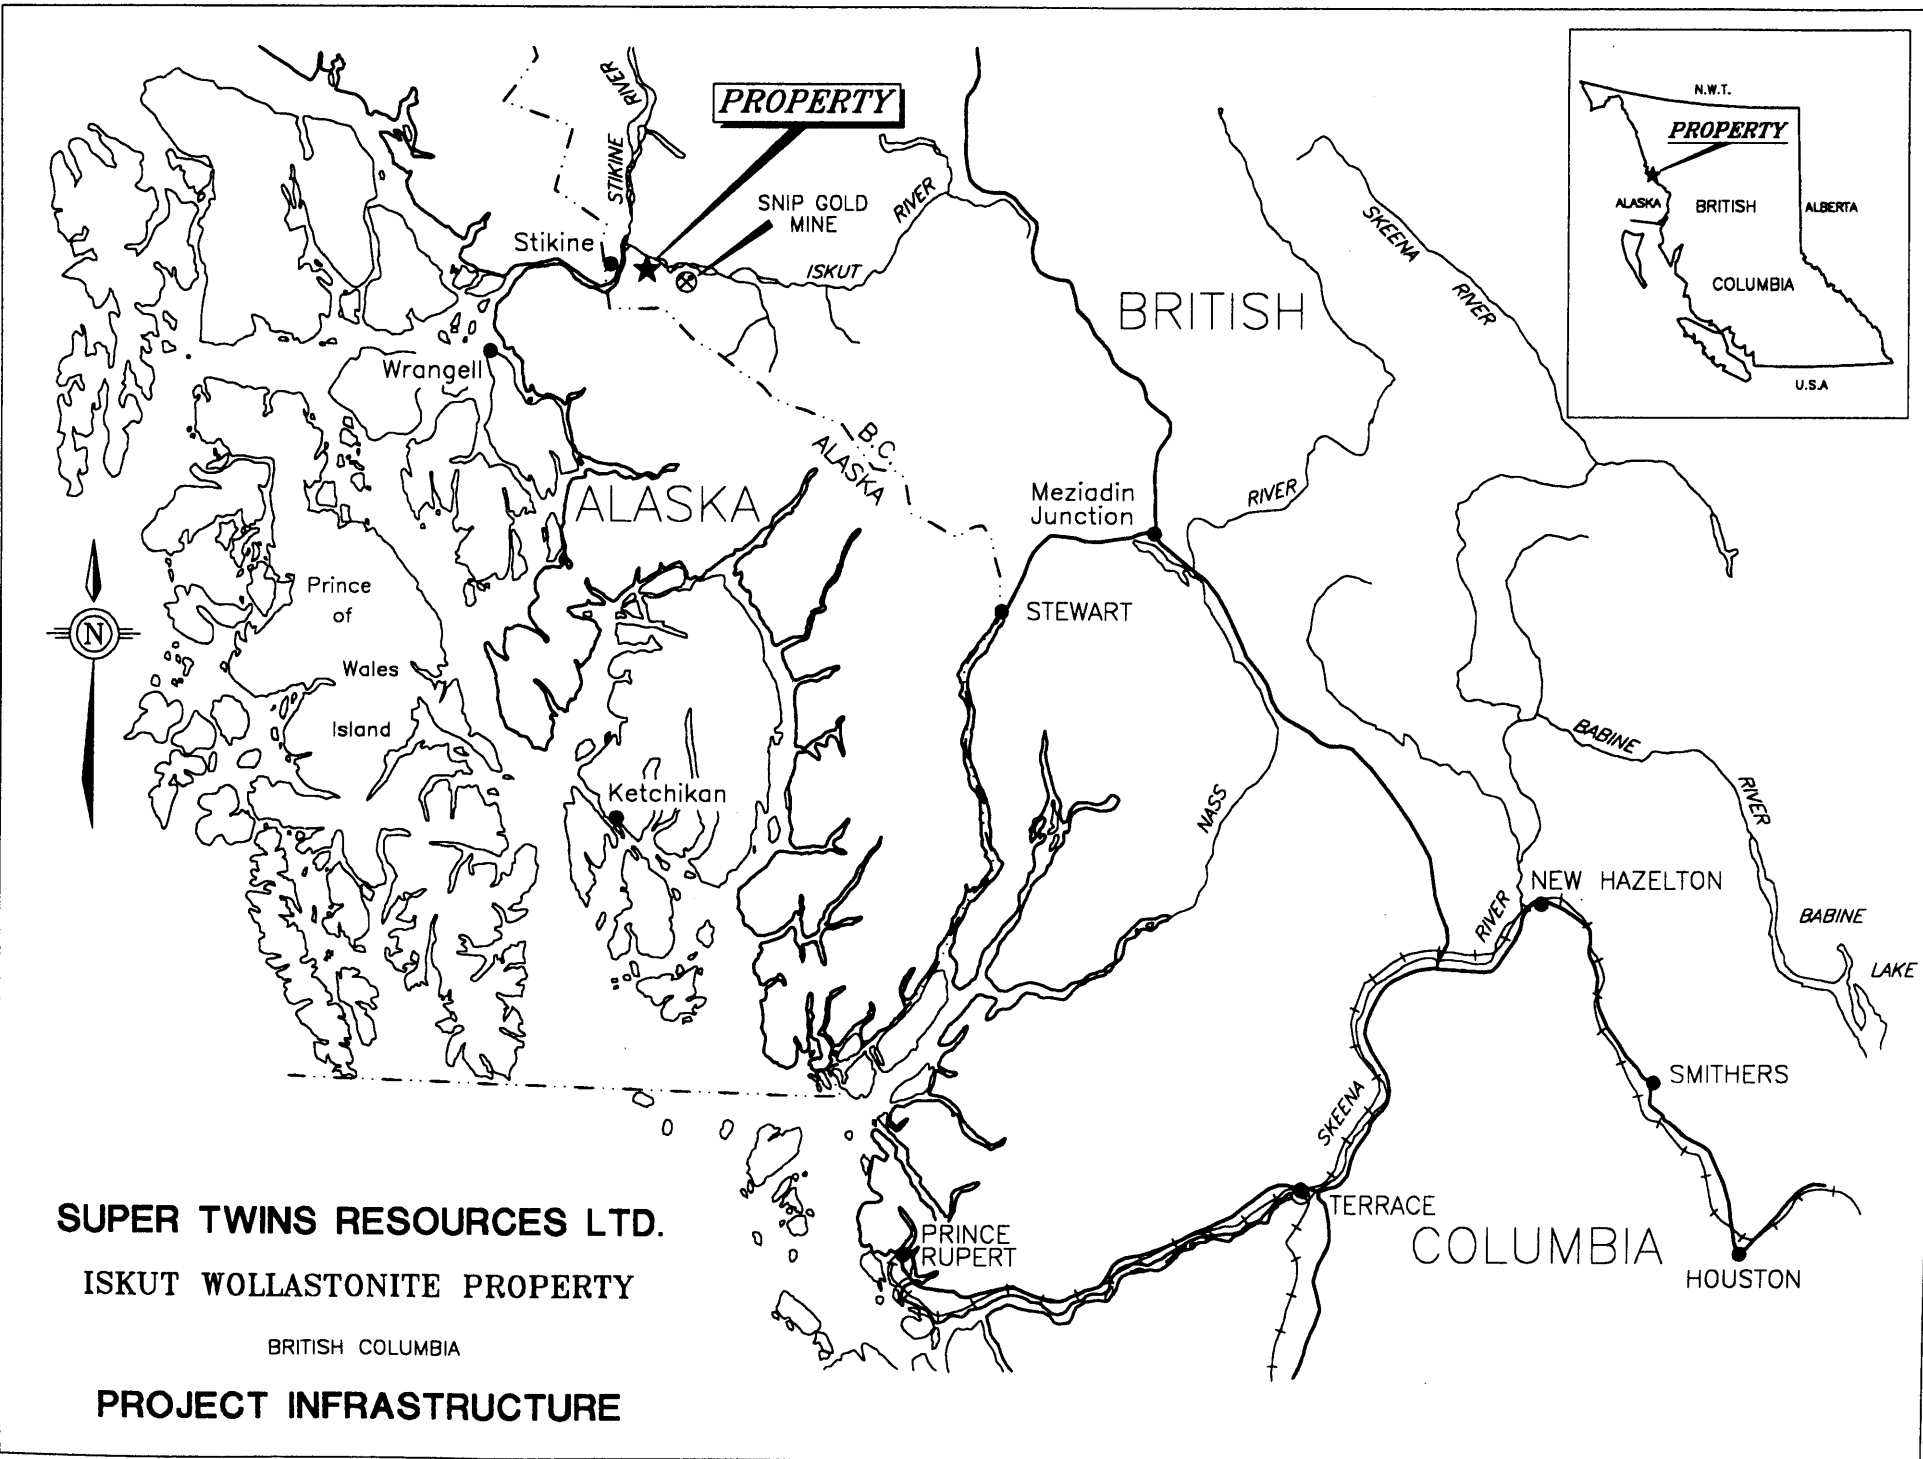 PROPERTY
RIVER
STIKINE
SNIP GOLD
MINE
RIVER
ISKUT
Stikine
Wrangell
BRITISH
SKEENA
RIVER
N.W.T.
PROPERTY
ALASKA
BRITISH
ALBERTA
COLUMBIA
U.S.A
B.C.
ALASKA
ALASKA
Meziadin
Junction
RIVER
STEWART
N
Prince
of
Wales
Island
Ketchikan
NASS
BABINE
RIVER
NEW HAZELTON
RIVER
BABINE
LAKE
SMITHERS
SKEENA
TERRACE
COLUMBIA
PRINCE
RUPERT
HOUSTON
SUPER TWINS RESOURCES LTD.
ISKUT WOLLASTONITE PROPERTY
BRITISH COLUMBIA
PROJECT INFRASTRUCTURE